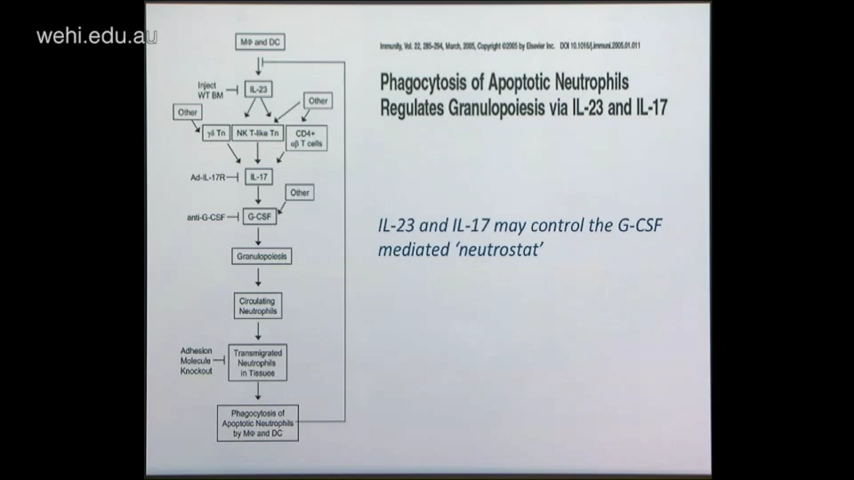 wehi.edu.au
MΦ and DC
Immunity, Vol. 22, 285–294, March, 2005, Copyright ©2005 by Elsevier Inc. DOI 10.1016/j.immuni.2005.01.011
Phagocytosis of Apoptotic Neutrophils
Regulates Granulopoiesis via IL-23 and IL-17
Inject
WT BM
IL-23
Other
Other
γδ Tn
NK T-like Tn
CD4+
αβ T cells
Ad-IL-17R
IL-17
Other
anti-G-CSF
G-CSF
IL-23 and IL-17 may control the G-CSF
mediated ‘neutrostat’
Granulopoiesis
Circulating
Neutrophils
Adhesion
Molecule
Knockout
Transmigrated
Neutrophils
in Tissues
Phagocytosis of
Apoptotic Neutrophils
by MΦ and DC